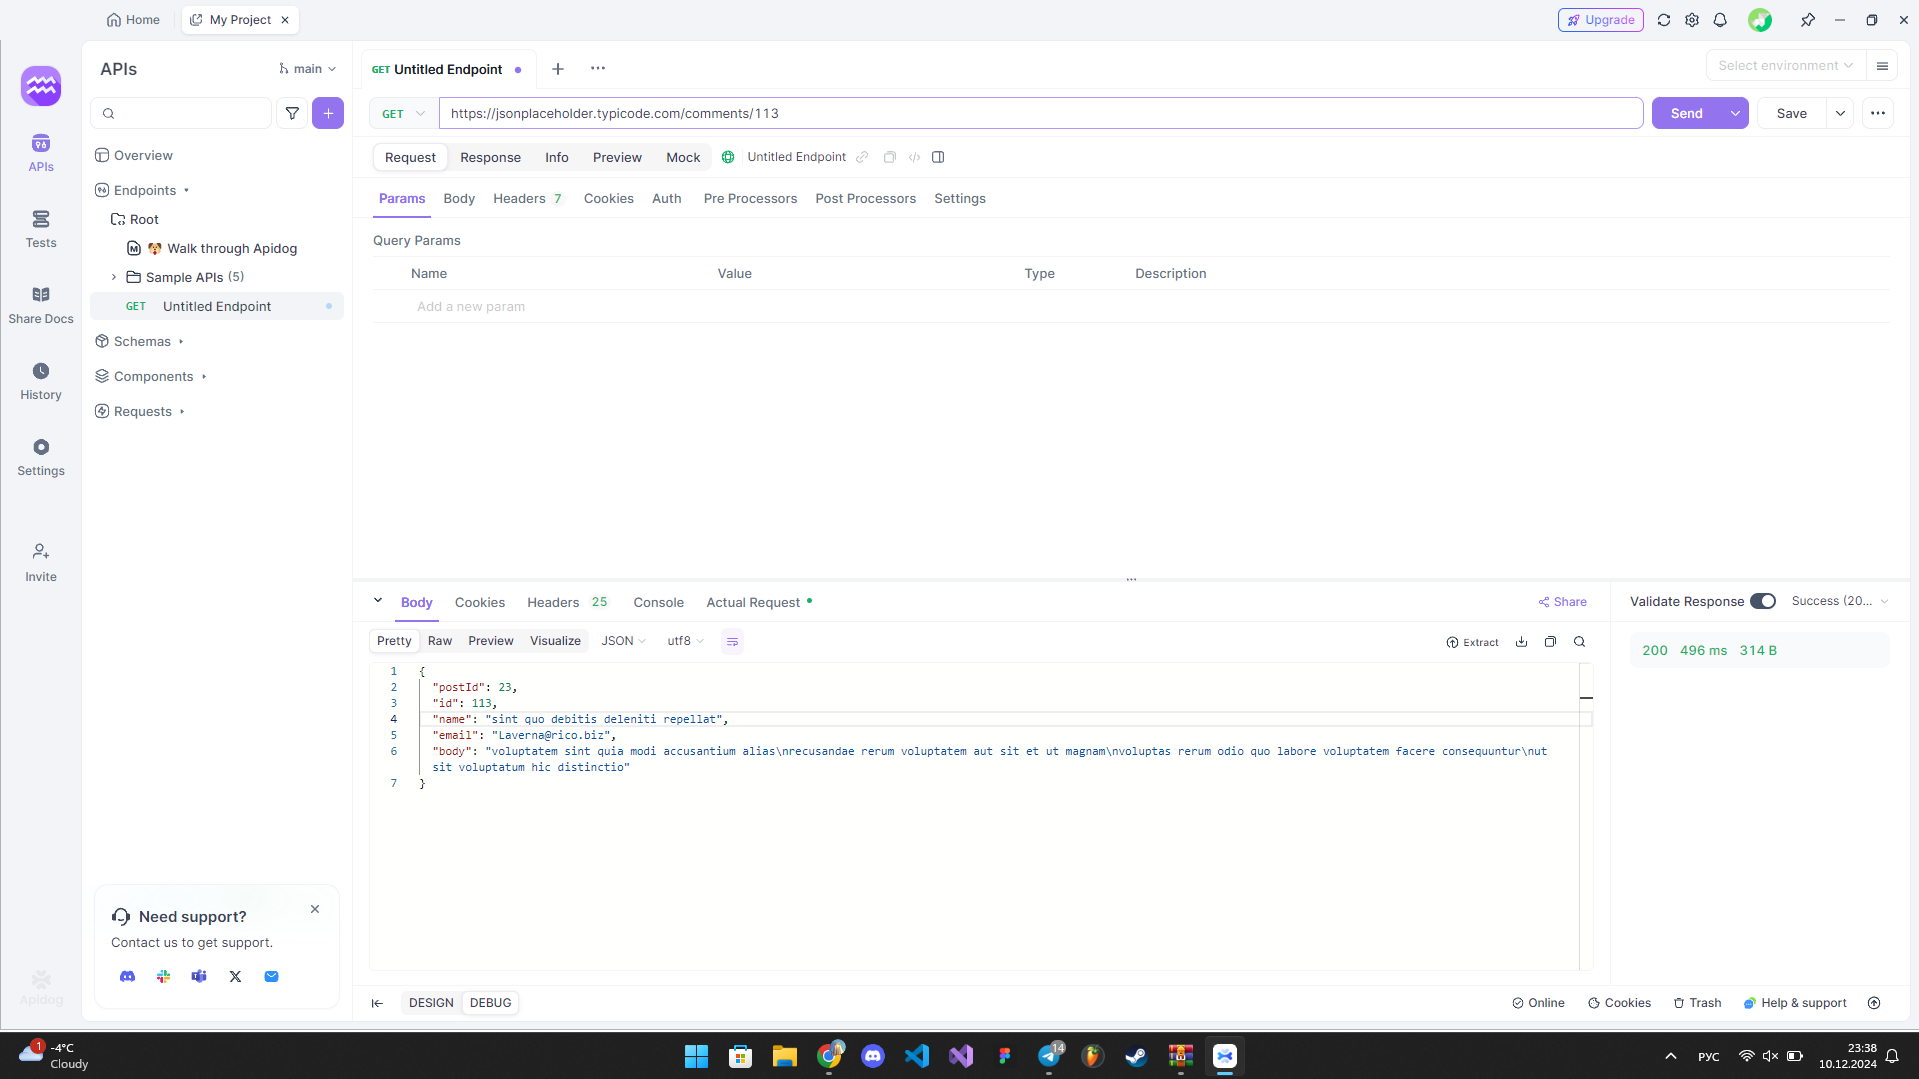 Home
My Project
Upgrade
APIs
main
GET Untitled Endpoint
Select environment
GET
https://jsonplaceholder.typicode.com/comments/113
Send
Save
APIs
Tests
Share Docs
History
Settings
Invite
Apidog
Overview
Endpoints
Root
Walk through Apidog
Sample APIs (5)
GET Untitled Endpoint
Schemas
Components
Requests
Request Response Info Preview Mock Untitled Endpoint
Params Body Headers 7 Cookies Auth Pre Processors Post Processors Settings
Query Params
Name Value Type Description
Add a new param
Body Cookies Headers 25 Console Actual Request
Share
Validate Response Success (20...
Pretty Raw Preview Visualize JSON utf8
Extract
200 496 ms 314 B
1 {
2 "postId": 23,
3 "id": 113,
4 "name": "sint quo debitis deleniti repellat",
5 "email": "Laverna@rico.biz",
6 "body": "voluptatem sint quia modi accusantium alias\nrecusandae rerum voluptatem aut sit et ut magnam\nvoluptas rerum odio quo labore voluptatem facere consequuntur\nut
sit voluptatum hic distinctio"
7 }
Need support?
Contact us to get support.
DESIGN DEBUG
Online Cookies Trash Help & support
1
-4°C
Cloudy
14
РУС
23:38
10.12.2024